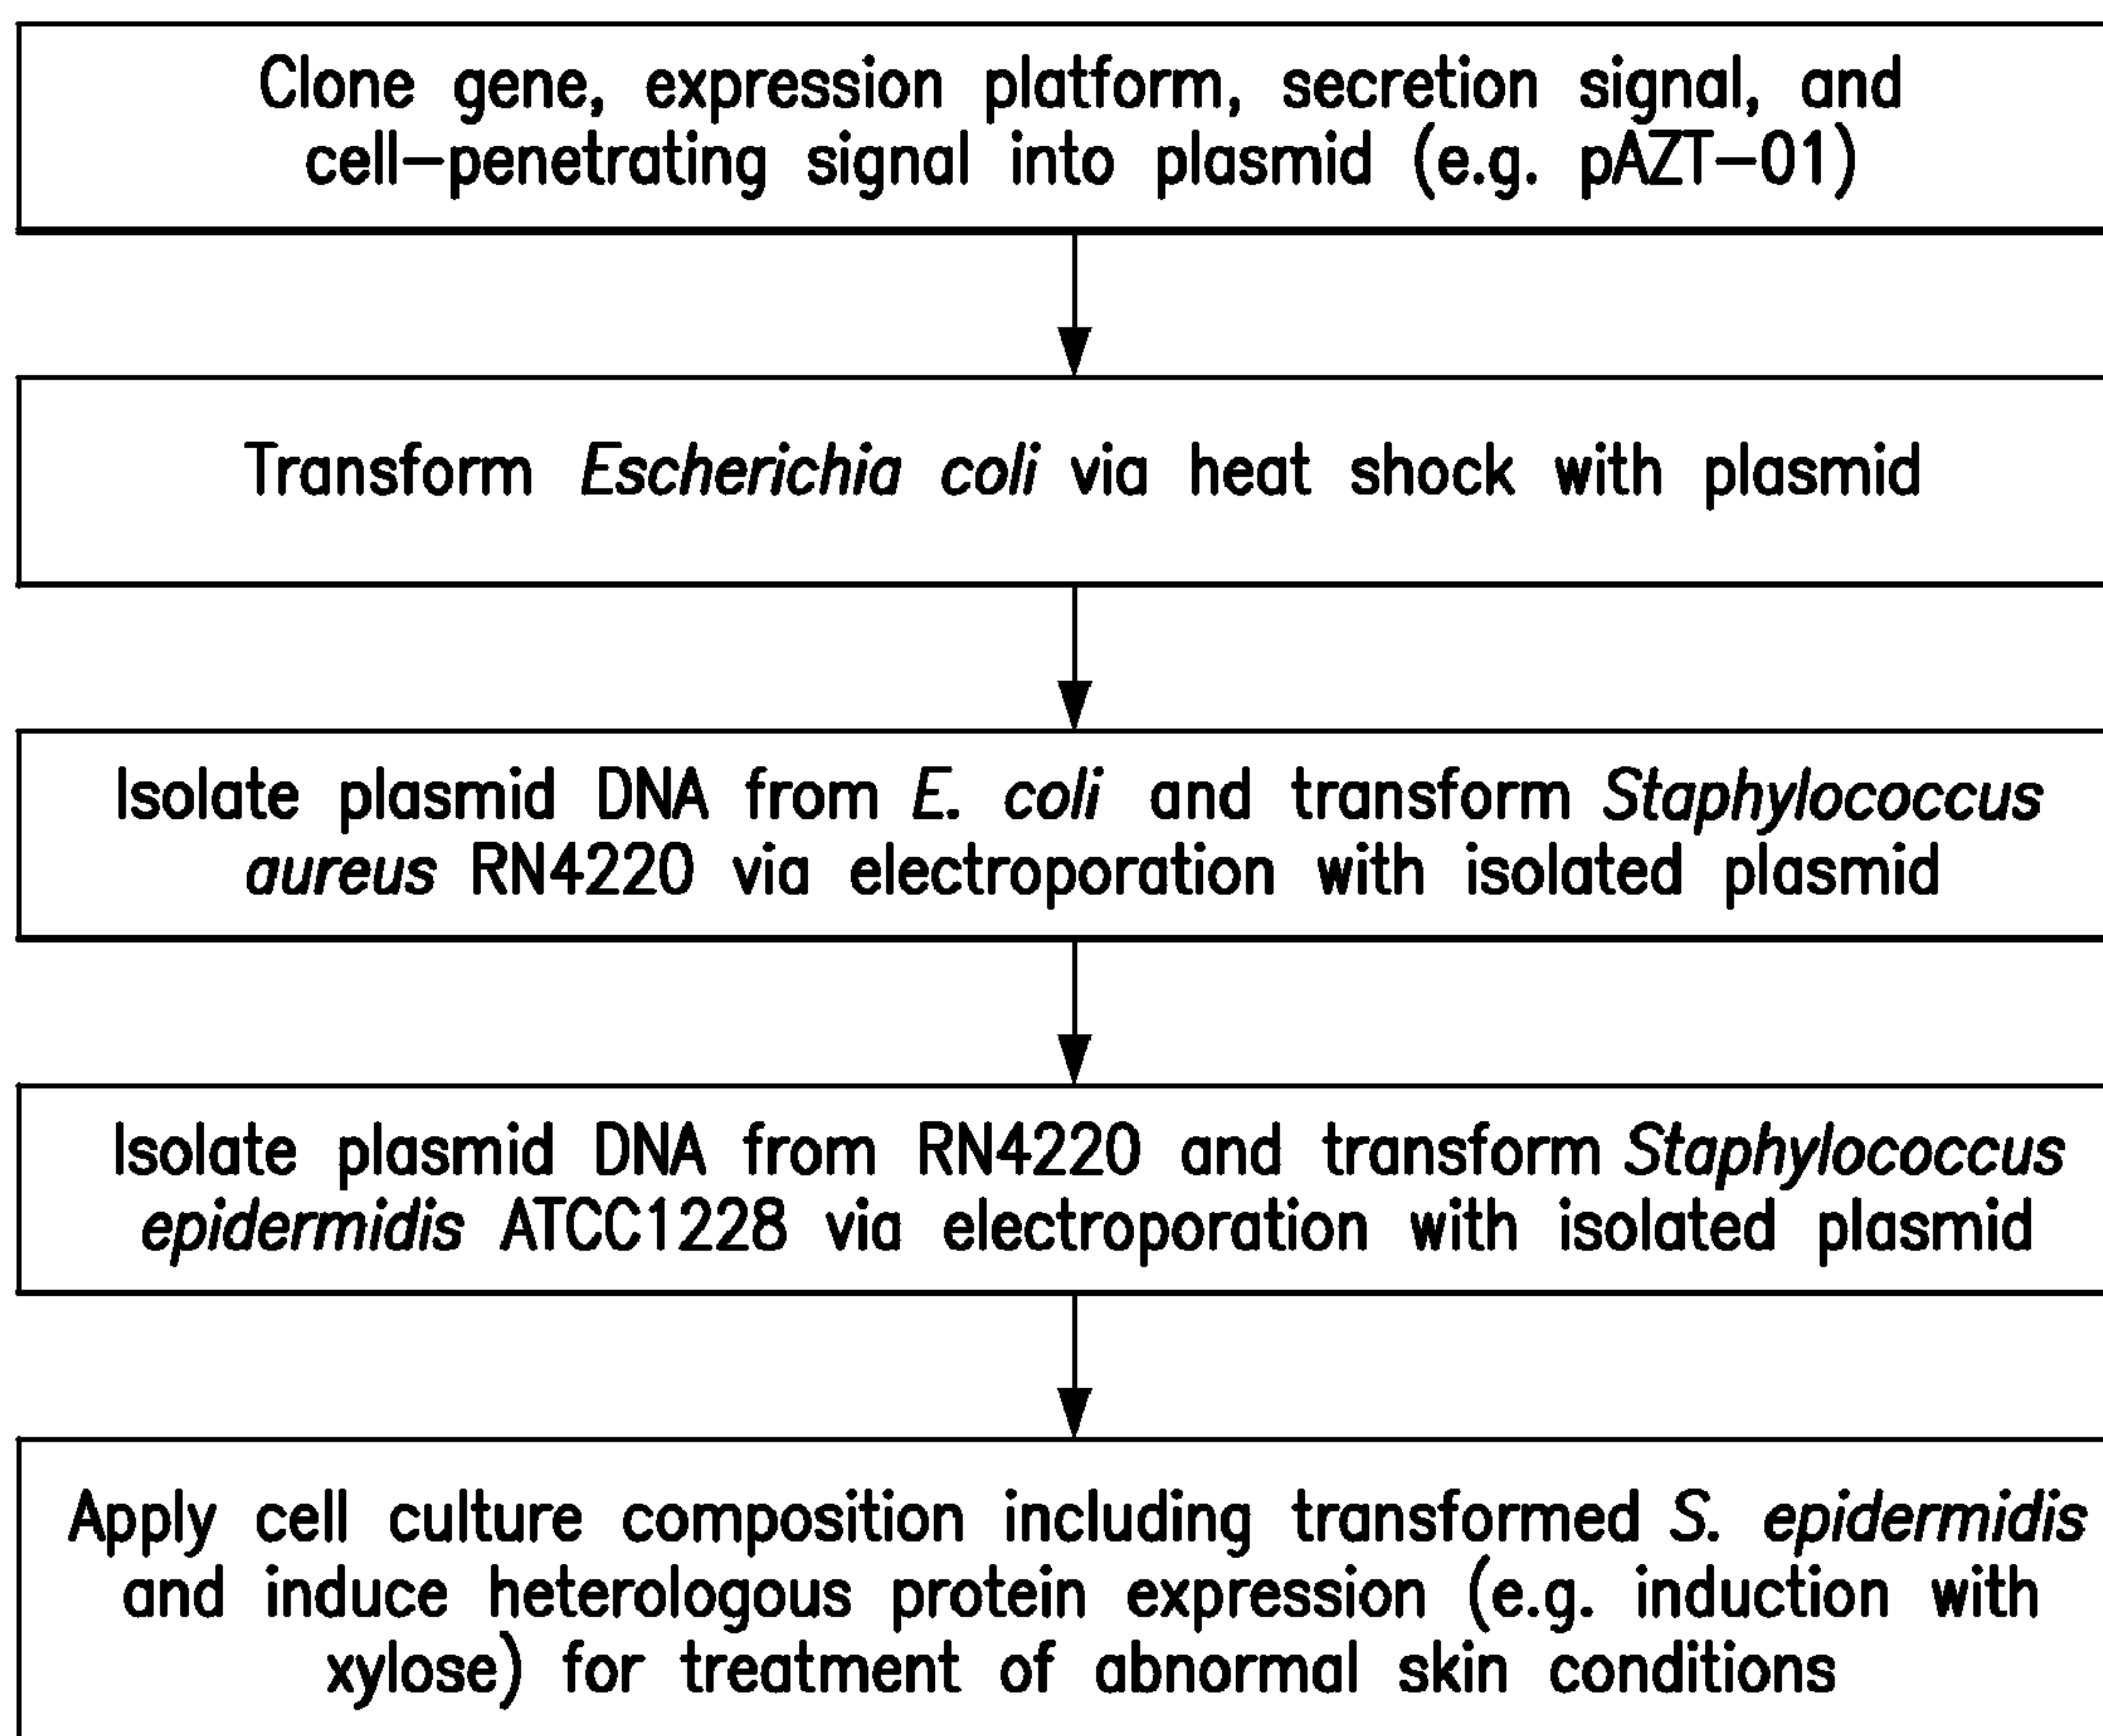 Clone gene, expression platform, secretion signal, and
cell-penetrating signal into plasmid (e.g. pAZT-01)
Transform Escherichia coli via heat shock with plasmid
Isolate plasmid DNA from E. coli and transform Staphylococcus
aureus RN4220 via electroporation with isolated plasmid
Isolate plasmid DNA from RN4220 and transform Staphylococcus
epidermidis ATCC1228 via electroporation with isolated plasmid
Apply cell culture composition including transformed S. epidermidis
and induce heterologous protein expression (e.g. induction with
xylose) for treatment of abnormal skin conditions